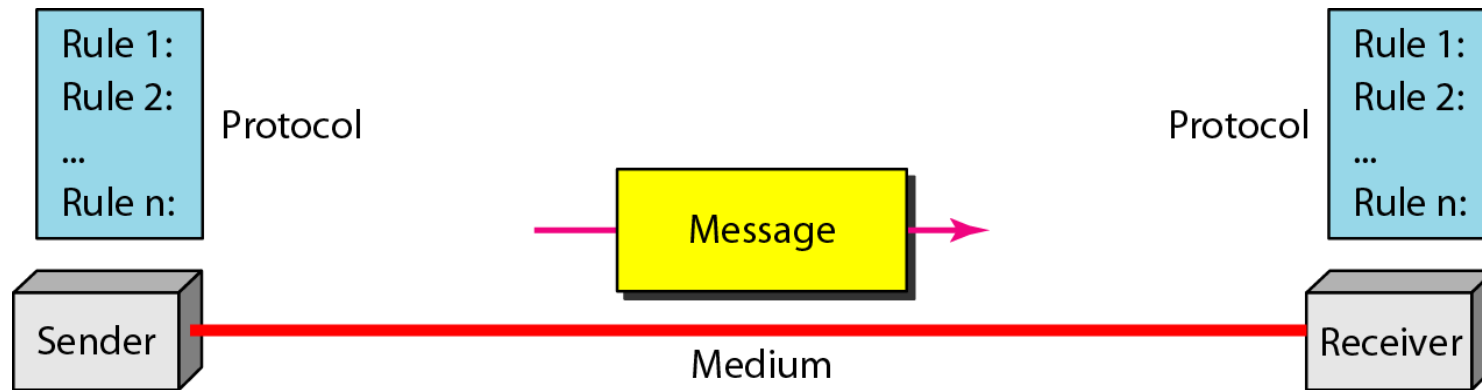 Rule 1:
Rule 2:
...
Rule n:
Protocol
Message
Protocol
Rule 1:
Rule 2:
...
Rule n:
Sender
Medium
Receiver